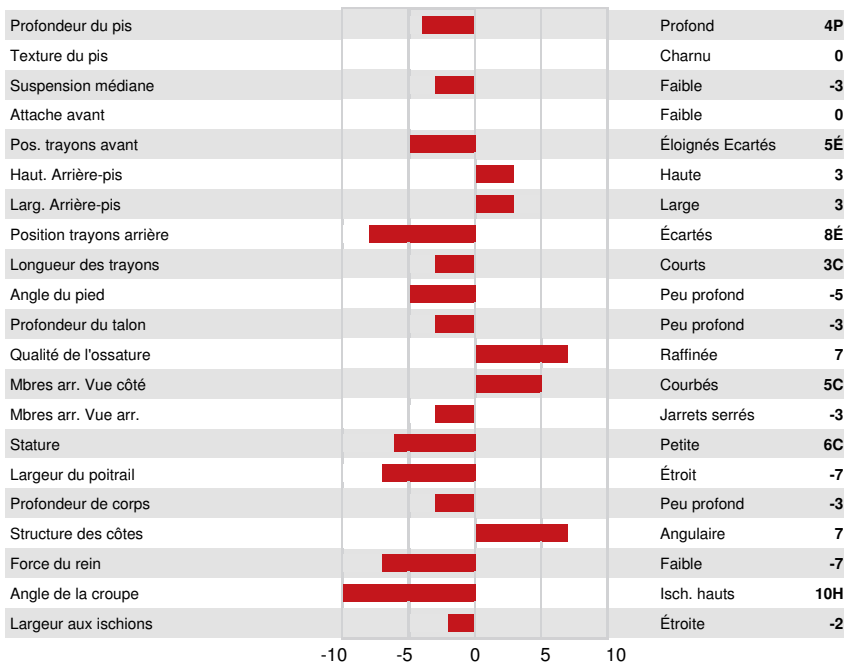 Profondeur du pis Profond 4P
Texture du pis Charnu 0
Suspension médiane Faible -3
Attache avant Faible 0
Pos. trayons avant Éloignés Ecartés 5É
Haut. Arrière-pis Haute 3
Larg. Arrière-pis Large 3
Position trayons arrière Écartés 8É
Longueur des trayons Courts 3C
Angle du pied Peu profond -5
Profondeur du talon Peu profond -3
Qualité de l'ossature Raffinée 7
Mbres arr. Vue côté Courbés 5C
Mbres arr. Vue arr. Jarrets serrés -3
Stature Petite 6C
Largeur du poitrail Étroit -7
Profondeur de corps Peu profond -3
Structure des côtes Angulaire 7
Force du rein Faible -7
Angle de la croupe Isch. hauts 10H
Largeur aux ischions Étroite -2
-10 -5 0 5 10